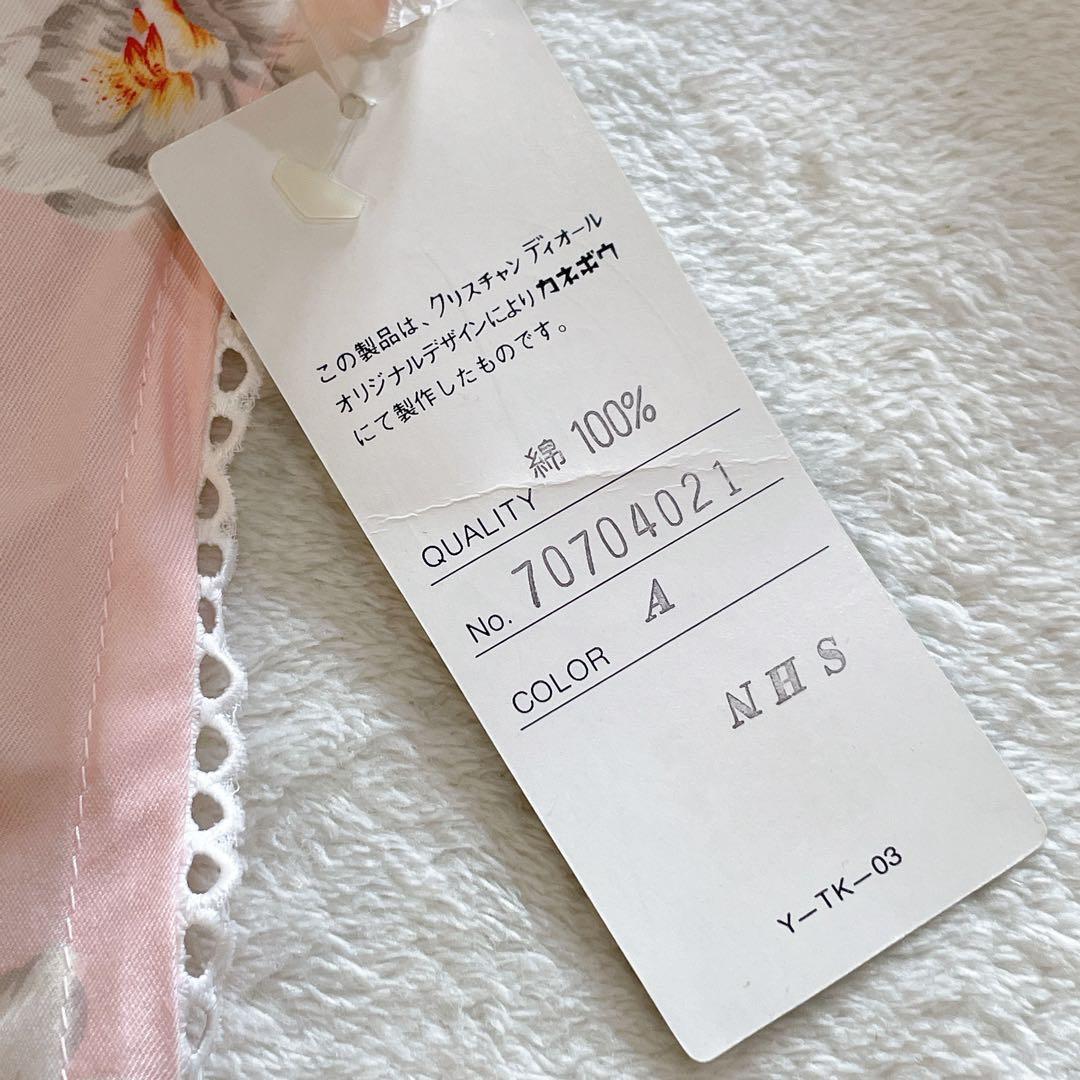 この製品は、クリスチャン ディオール
オリジナルデザインによりカネボウ
にて製作したものです。
QUALITY 綿 100%
No. 70704021
COLOR A
NHS
Y-TK-03